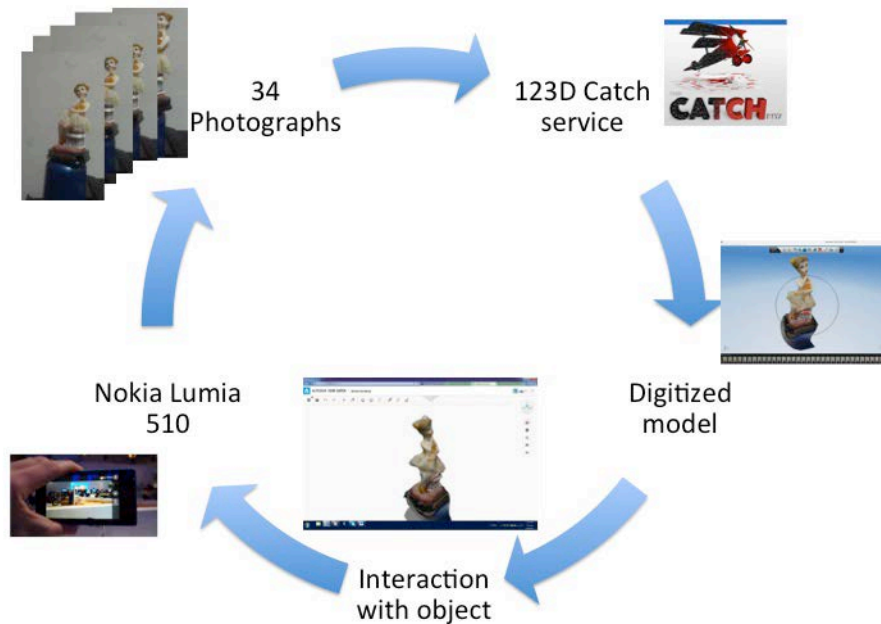 34
Photographs
123D Catch
service
CATCH
Digitized
model
Interaction
with object
Nokia Lumia
510